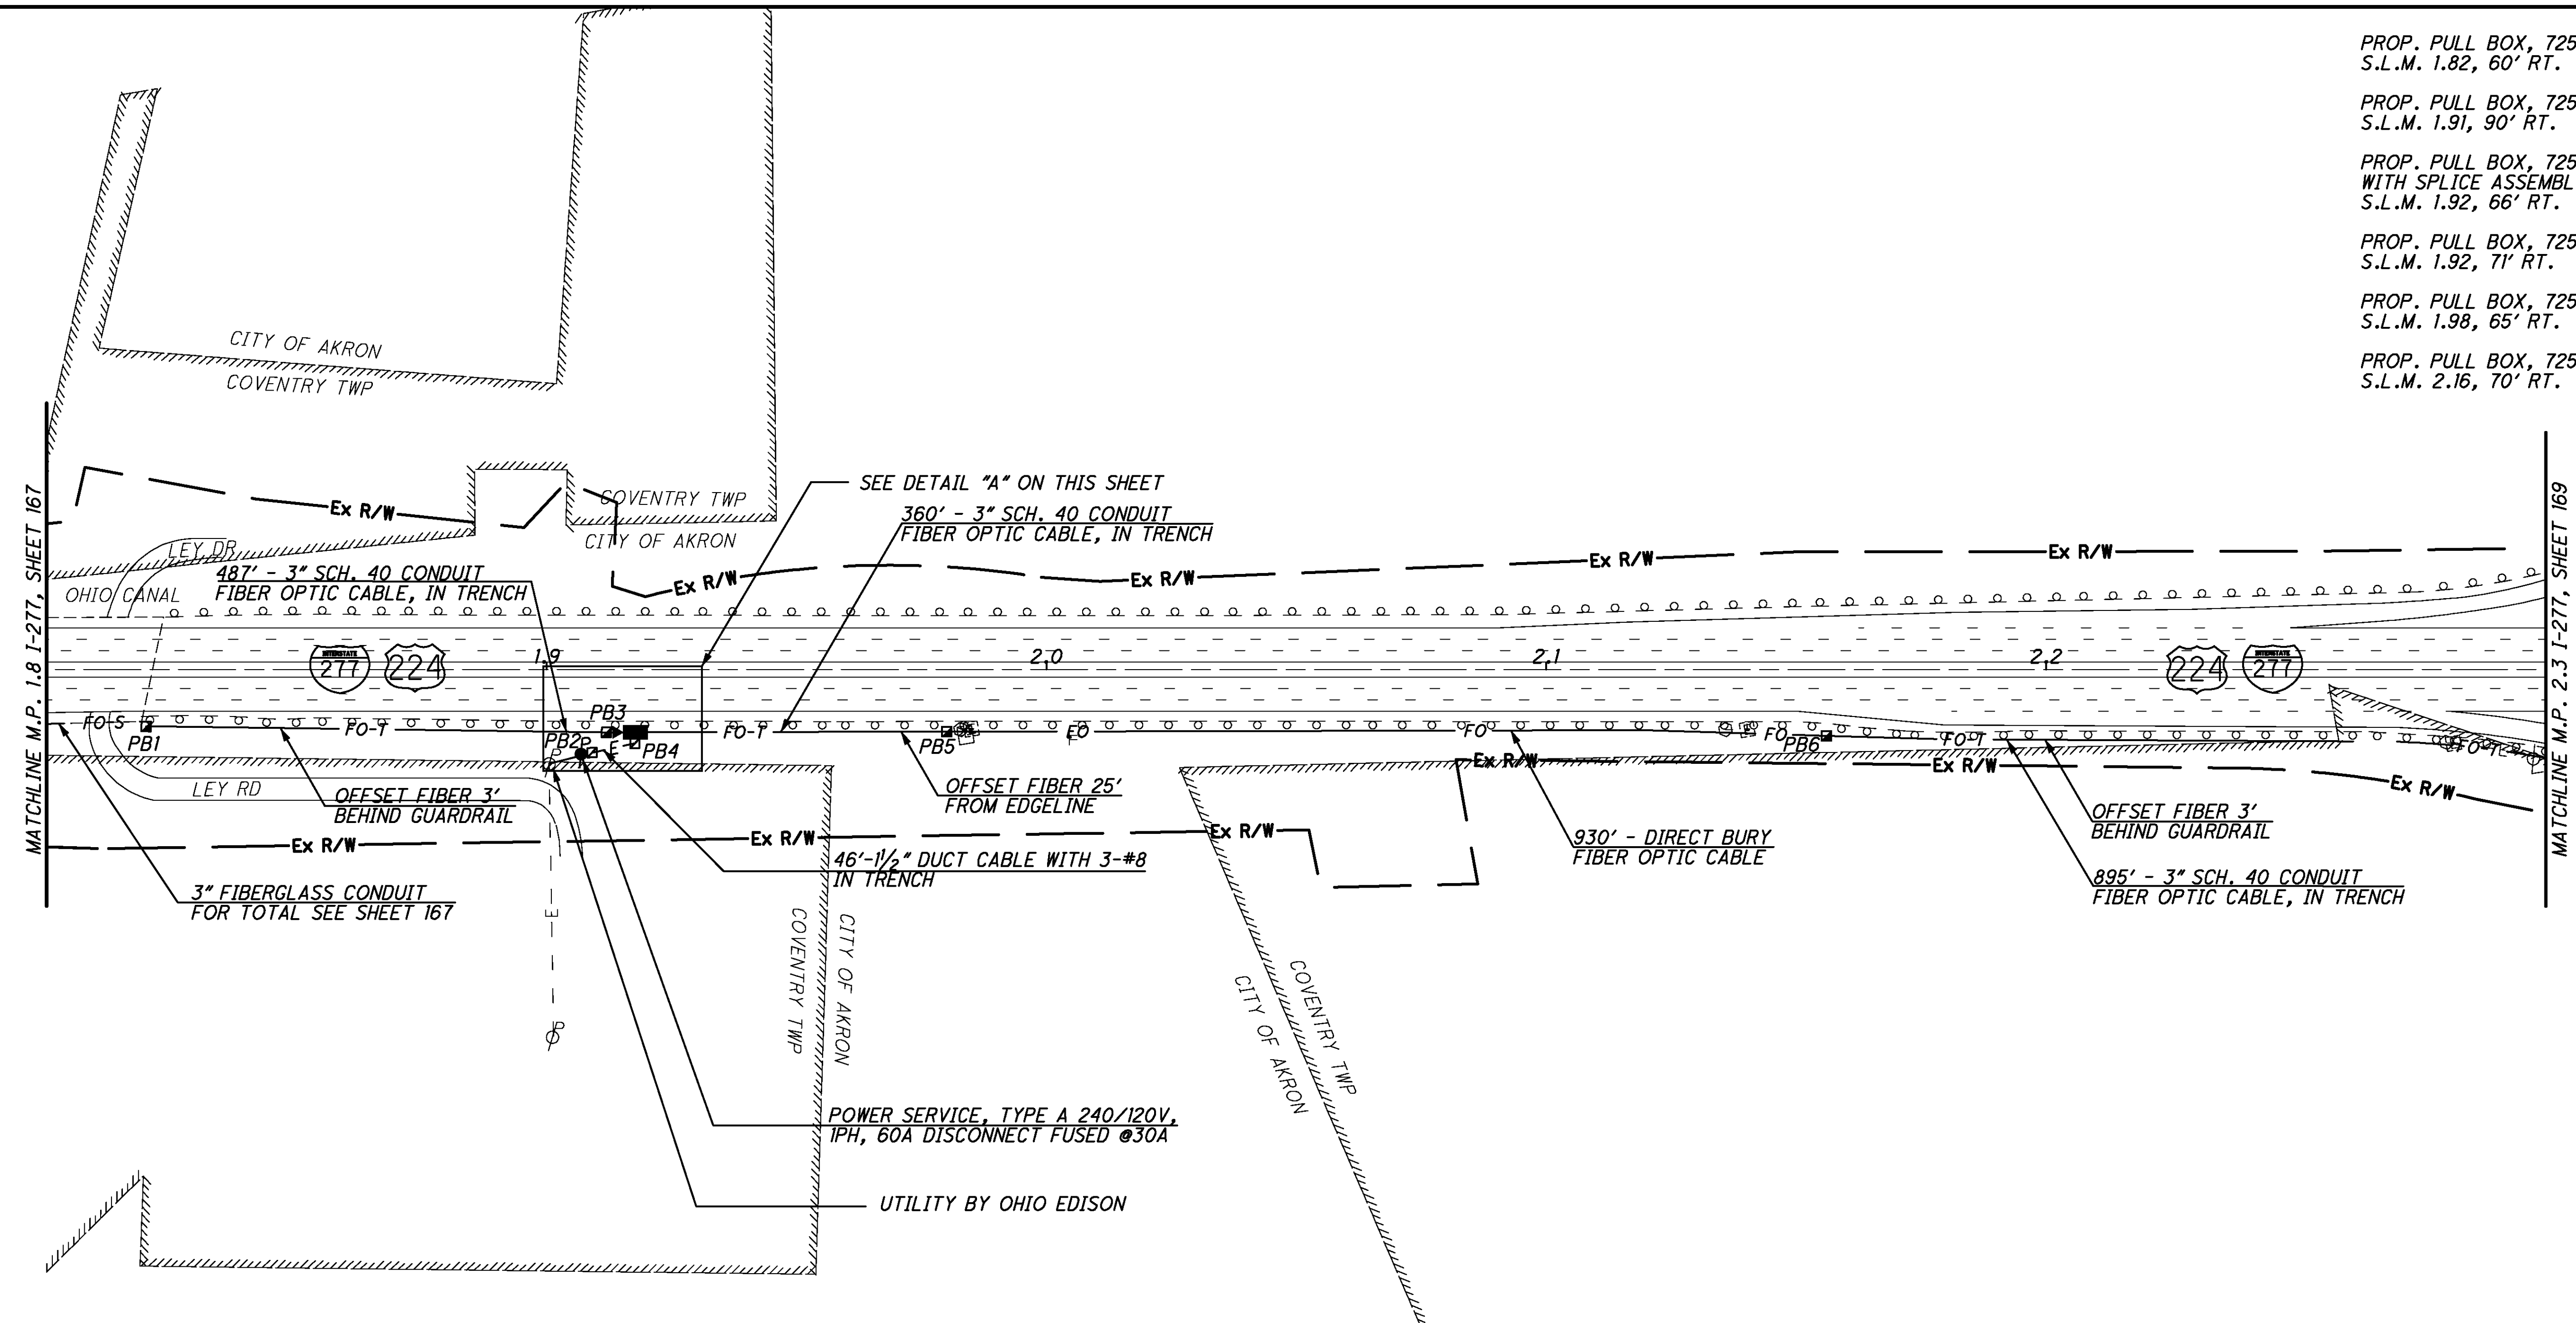 PROP. PULL BOX, 725
S.L.M. 1.82, 60' RT.
PROP. PULL BOX, 725
S.L.M. 1.91, 90' RT.
PROP. PULL BOX, 725
WITH SPLICE ASSEMBL
S.L.M. 1.92, 66' RT.
PROP. PULL BOX, 725
S.L.M. 1.92, 71' RT.
PROP. PULL BOX, 725
S.L.M. 1.98, 65' RT.
PROP. PULL BOX, 725
S.L.M. 2.16, 70' RT.
CITY OF AKRON
COVENTRY TWP
MATCHLINE M.P. 1.8 I-277, SHEET 167
Ex R/W
COVENTRY TWP
CITY OF AKRON
SEE DETAIL "A" ON THIS SHEET
360' - 3" SCH. 40 CONDUIT
FIBER OPTIC CABLE, IN TRENCH
LEY DR
487' - 3" SCH. 40 CONDUIT
FIBER OPTIC CABLE, IN TRENCH
OHIO CANAL
Ex R/W
Ex R/W
Ex R/W
Ex R/W
MATCHLINE M.P. 2.3 I-277, SHEET 169
INTERSTATE
277
224
1,9
2,0
2,1
2,2
224
INTERSTATE
277
FO-S
PB1
FO-T
PB2
PB3
P
P
E
PB4
FO-T
PB5
FO
FO
FO
PB6
FO-T
FO-T
LEY RD
OFFSET FIBER 3'
BEHIND GUARDRAIL
OFFSET FIBER 25'
FROM EDGELINE
Ex R/W
Ex R/W
Ex R/W
Ex R/W
Ex R/W
Ex R/W
46'-1½" DUCT CABLE WITH 3-#8
IN TRENCH
930' - DIRECT BURY
FIBER OPTIC CABLE
OFFSET FIBER 3'
BEHIND GUARDRAIL
895' - 3" SCH. 40 CONDUIT
FIBER OPTIC CABLE, IN TRENCH
3" FIBERGLASS CONDUIT
FOR TOTAL SEE SHEET 167
E
P
COVENTRY TWP
CITY OF AKRON
COVENTRY TWP
CITY OF AKRON
POWER SERVICE, TYPE A 240/120V,
1PH, 60A DISCONNECT FUSED @30A
UTILITY BY OHIO EDISON